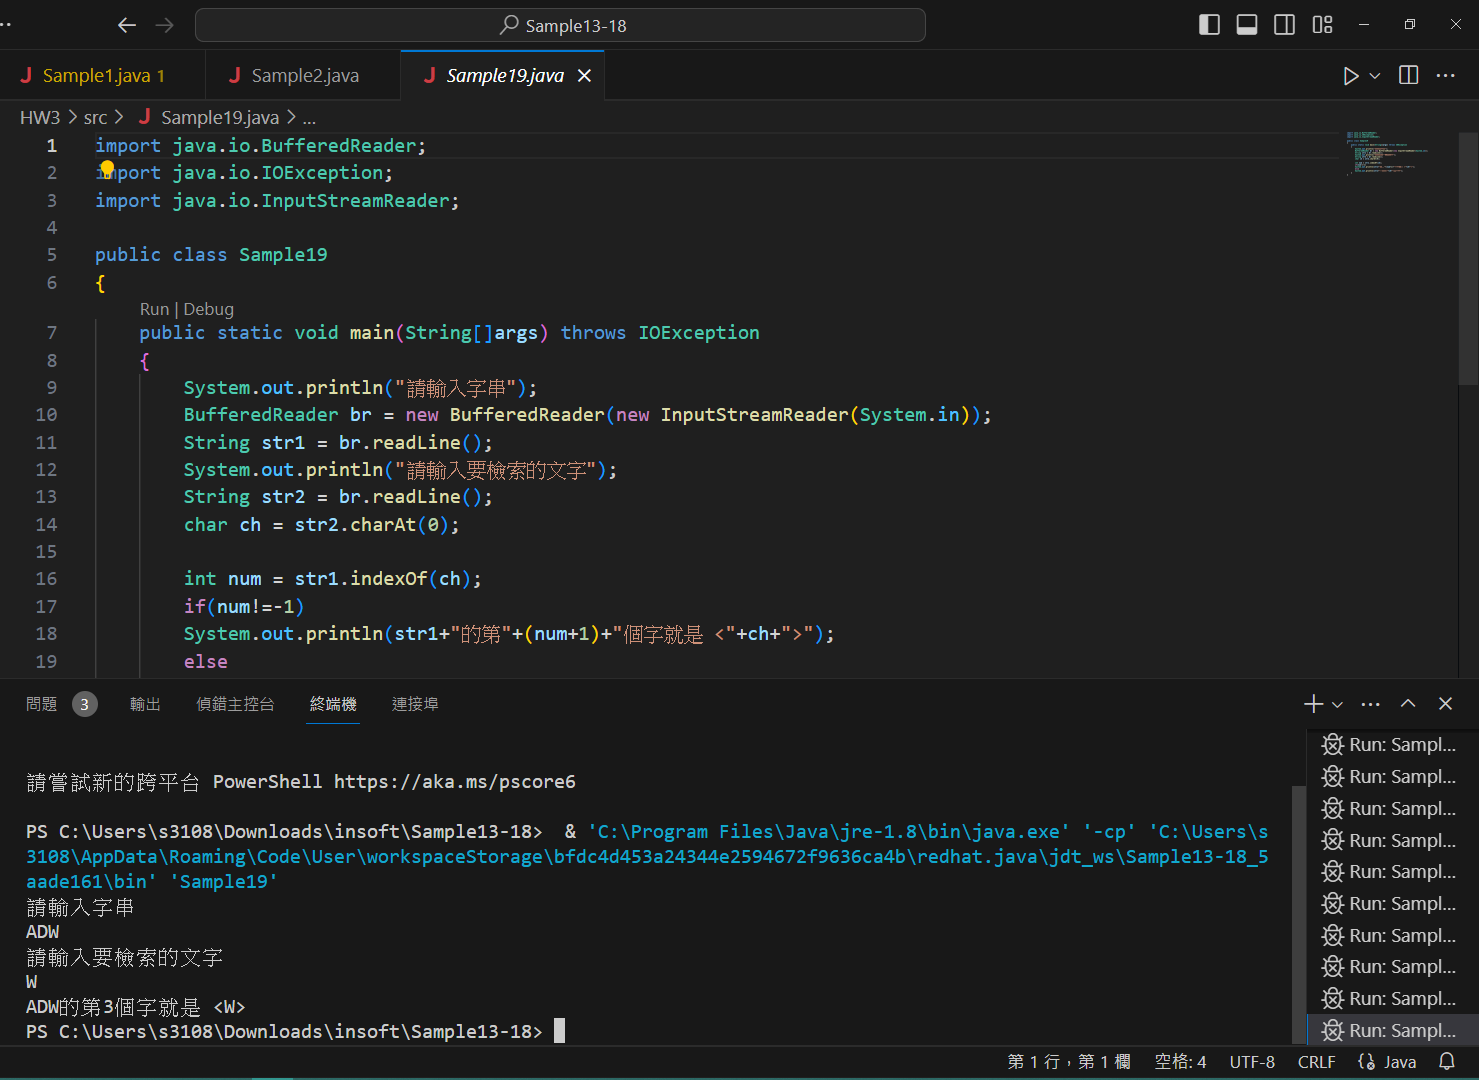 Sample13-18
J Sample1.java 1
J Sample2.java
J Sample19.java
HW3 > src > J Sample19.java > ...
1 import java.io.BufferedReader;
2 import java.io.IOException;
3 import java.io.InputStreamReader;
4
5 public class Sample19
6 {
Run | Debug
7 public static void main(String[]args) throws IOException
8 {
9 System.out.println("請輸入字串");
10 BufferedReader br = new BufferedReader(new InputStreamReader(System.in));
11 String str1 = br.readLine();
12 System.out.println("請輸入要檢索的文字");
13 String str2 = br.readLine();
14 char ch = str2.charAt(0);
15
16 int num = str1.indexOf(ch);
17 if(num!=-1)
18 System.out.println(str1+"的第"+(num+1)+"個字就是 <"+ch+">");
19 else
問題 3 輸出 偵錯主控台 終端機 連接埠
請嘗試新的跨平台 PowerShell https://aka.ms/pscore6
PS C:\Users\s3108\Downloads\insoft\Sample13-18> & 'C:\Program Files\Java\jre-1.8\bin\java.exe' '-cp' 'C:\Users\s
3108\AppData\Roaming\Code\User\workspaceStorage\bfdc4d453a24344e2594672f9636ca4b\redhat.java\jdt_ws\Sample13-18_5
aade161\bin' 'Sample19'
請輸入字串
ADW
請輸入要檢索的文字
W
ADW的第3個字就是 <W>
PS C:\Users\s3108\Downloads\insoft\Sample13-18>
Run: Sampl...
Run: Sampl...
Run: Sampl...
Run: Sampl...
Run: Sampl...
Run: Sampl...
Run: Sampl...
Run: Sampl...
Run: Sampl...
Run: Sampl...
第 1 行，第 1 欄 空格: 4 UTF-8 CRLF Java